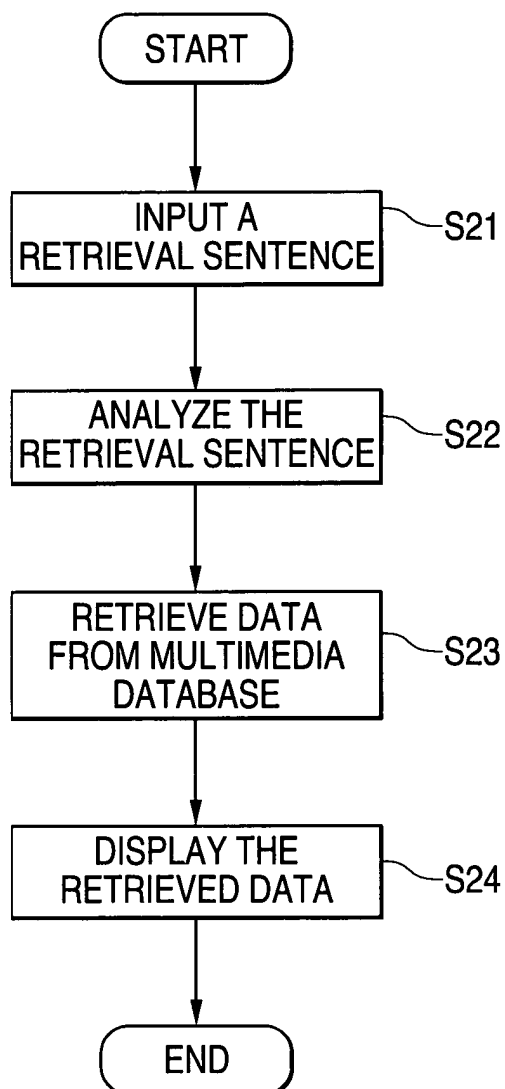 START
INPUT A
RETRIEVAL SENTENCE
S21
ANALYZE THE
RETRIEVAL SENTENCE
S22
RETRIEVE DATA
FROM MULTIMEDIA
DATABASE
S23
DISPLAY THE
RETRIEVED DATA
S24
END